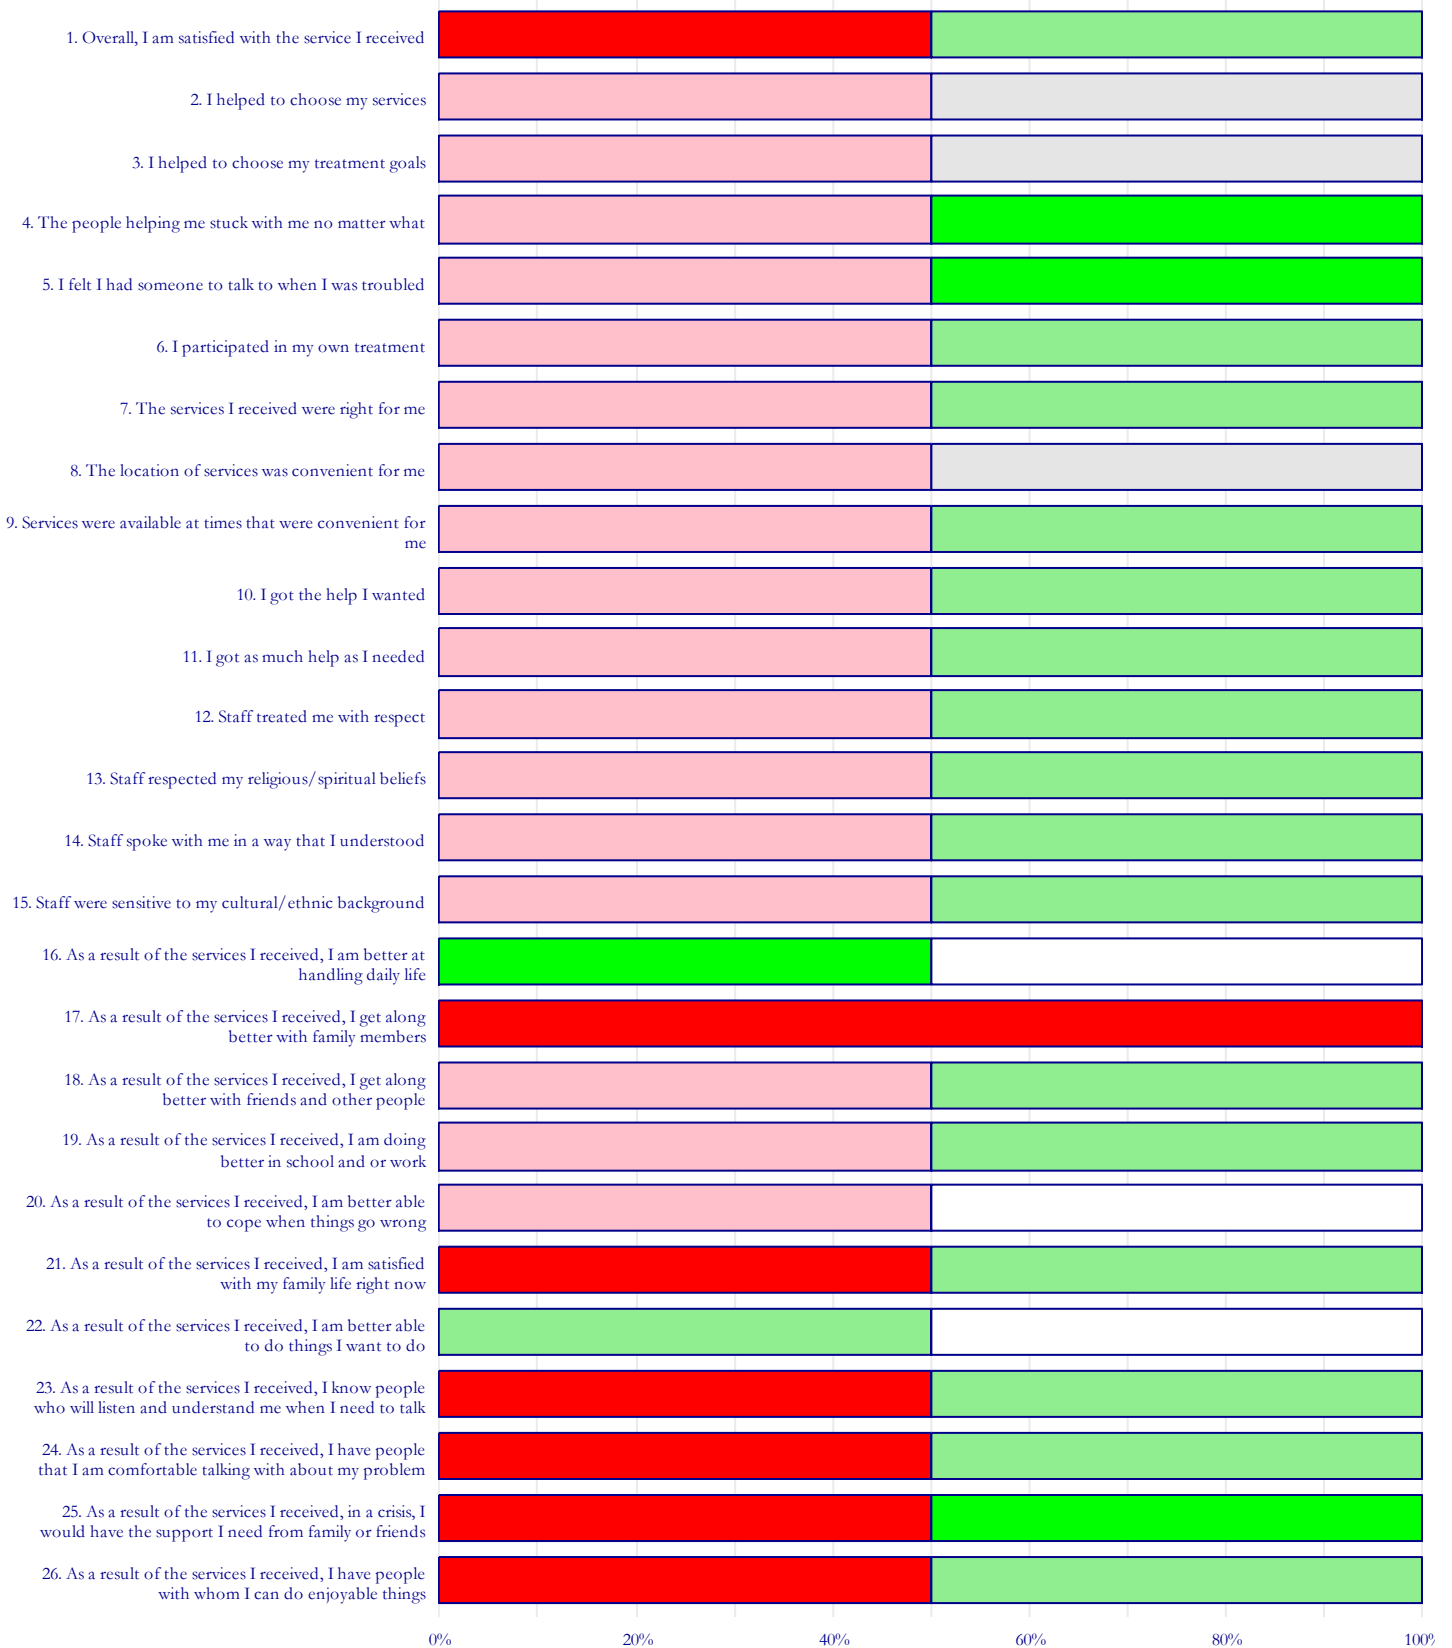 1. Overall, I am satisfied with the service I received
2. I helped to choose my services
3. I helped to choose my treatment goals
4. The people helping me stuck with me no matter what
5. I felt I had someone to talk to when I was troubled
6. I participated in my own treatment
7. The services I received were right for me
8. The location of services was convenient for me
9. Services were available at times that were convenient for
me
10. I got the help I wanted
11. I got as much help as I needed
12. Staff treated me with respect
13. Staff respected my religious/spiritual beliefs
14. Staff spoke with me in a way that I understood
15. Staff were sensitive to my cultural/ethnic background
16. As a result of the services I received, I am better at
handling daily life
17. As a result of the services I received, I get along
better with family members
18. As a result of the services I received, I get along
better with friends and other people
19. As a result of the services I received, I am doing
better in school and or work
20. As a result of the services I received, I am better able
to cope when things go wrong
21. As a result of the services I received, I am satisfied
with my family life right now
22. As a result of the services I received, I am better able
to do things I want to do
23. As a result of the services I received, I know people
who will listen and understand me when I need to talk
24. As a result of the services I received, I have people
that I am comfortable talking with about my problem
25. As a result of the services I received, in a crisis, I
would have the support I need from family or friends
26. As a result of the services I received, I have people
with whom I can do enjoyable things
0% 20% 40% 60% 80% 100%